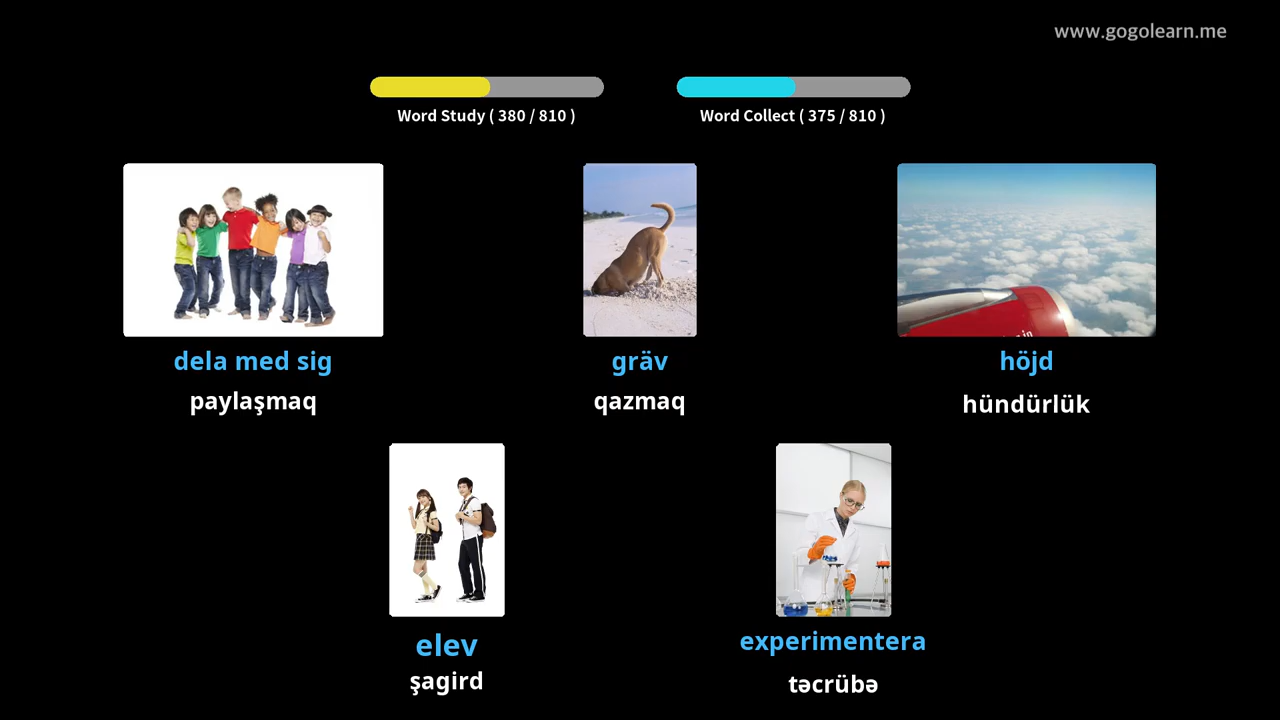 www.gogolearn.me
Word Study ( 380 / 810 )
Word Collect ( 375 / 810 )
dela med sig
paylaşmaq
gräv
qazmaq
höjd
hündürlük
elev
şagird
experimentera
təcrübə